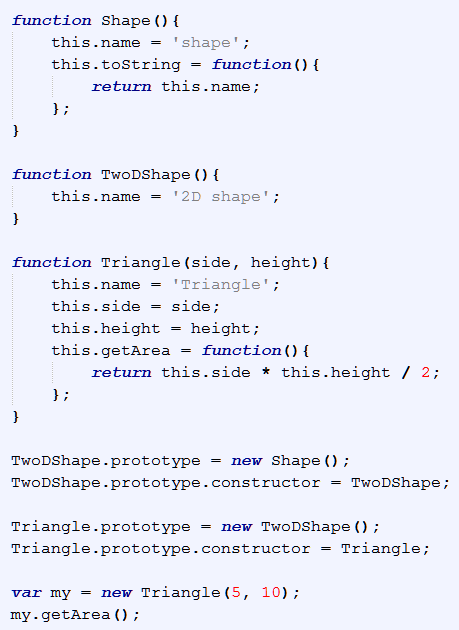 function Shape(){
    this.name = 'shape';
    this.toString = function(){
        return this.name;
    };
}

function TwoDShape(){
    this.name = '2D shape';
}

function Triangle(side, height){
    this.name = 'Triangle';
    this.side = side;
    this.height = height;
    this.getArea = function(){
        return this.side * this.height / 2;
    };
}

TwoDShape.prototype = new Shape();
TwoDShape.prototype.constructor = TwoDShape;

Triangle.prototype = new TwoDShape();
Triangle.prototype.constructor = Triangle;

var my = new Triangle(5, 10);
my.getArea();